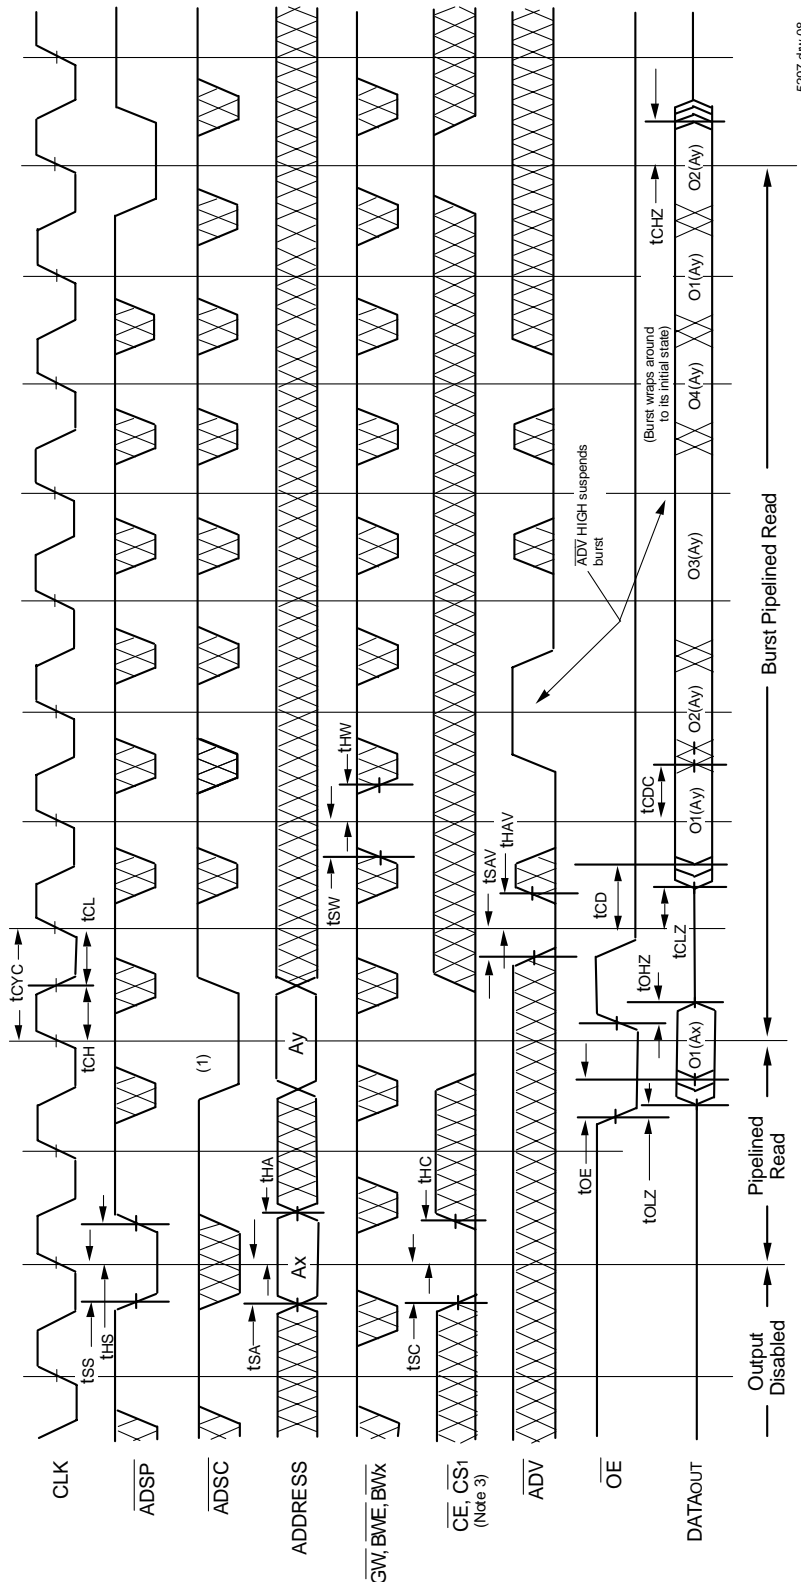 CLK
tCYC
tCH
tCL
tSS
tHS
ADSP
ADSC
(1)
tSA
tHA
ADDRESS
Ax
Ay
tSW
tHW
GW, BWE, BWx
tSC
tHC
CE, CS1
(Note 3)
tSAV
tHAV
ADV
ADV HIGH suspends
burst
OE
tOE
tOHZ
tCD
tOLZ
tCLZ
tCDC
tCHZ
(Burst wraps around
to its initial state)
DATAOUT
O1(Ax)
O1(Ay)
O2(Ay)
O3(Ay)
O4(Ay)
O1(Ay)
O2(Ay)
Output
Disabled
Pipelined
Read
Burst Pipelined Read